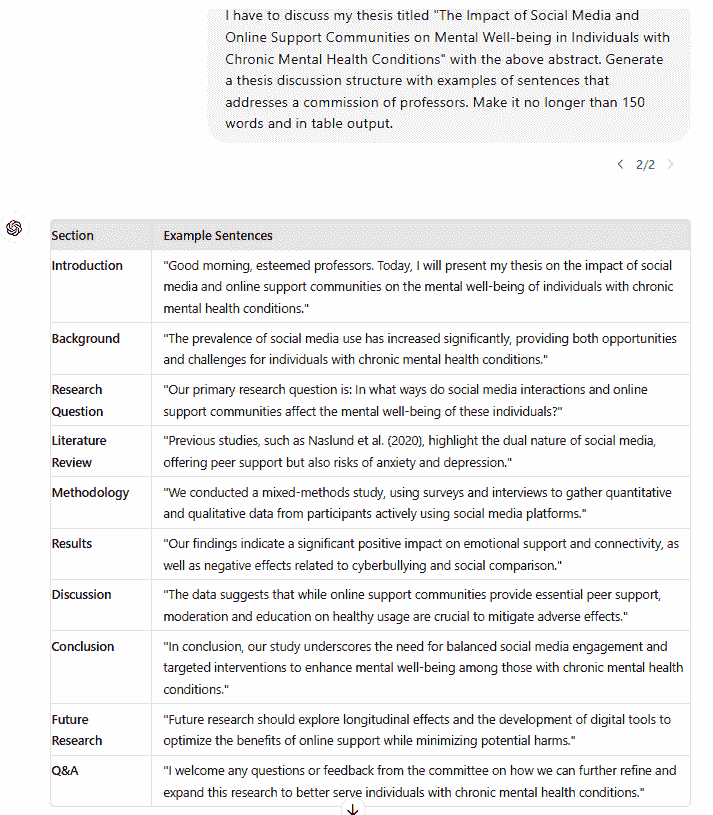 I have to discuss my thesis titled "The Impact of Social Media and
Online Support Communities on Mental Well-being in Individuals with
Chronic Mental Health Conditions" with the above abstract. Generate
a thesis discussion structure with examples of sentences that
addresses a commission of professors. Make it no longer than 150
words and in table output.
2/2
Section Example Sentences
Introduction "Good morning, esteemed professors. Today, I will present my thesis on the impact of social
media and online support communities on the mental well-being of individuals with chronic
mental health conditions."
Background "The prevalence of social media use has increased significantly, providing both opportunities
and challenges for individuals with chronic mental health conditions."
Research "Our primary research question is: In what ways do social media interactions and online
Question support communities affect the mental well-being of these individuals?"
Literature "Previous studies, such as Naslund et al. (2020), highlight the dual nature of social media,
Review offering peer support but also risks of anxiety and depression."
Methodology "We conducted a mixed-methods study, using surveys and interviews to gather quantitative
and qualitative data from participants actively using social media platforms."
Results "Our findings indicate a significant positive impact on emotional support and connectivity, as
well as negative effects related to cyberbullying and social comparison."
Discussion "The data suggests that while online support communities provide essential peer support,
moderation and education on healthy usage are crucial to mitigate adverse effects."
Conclusion "In conclusion, our study underscores the need for balanced social media engagement and
targeted interventions to enhance mental well-being among those with chronic mental health
conditions."
Future "Future research should explore longitudinal effects and the development of digital tools to
Research optimize the benefits of online support while minimizing potential harms."
Q&A "I welcome any questions or feedback from the committee on how we can further refine and
expand this research to better serve individuals with chronic mental health conditions."